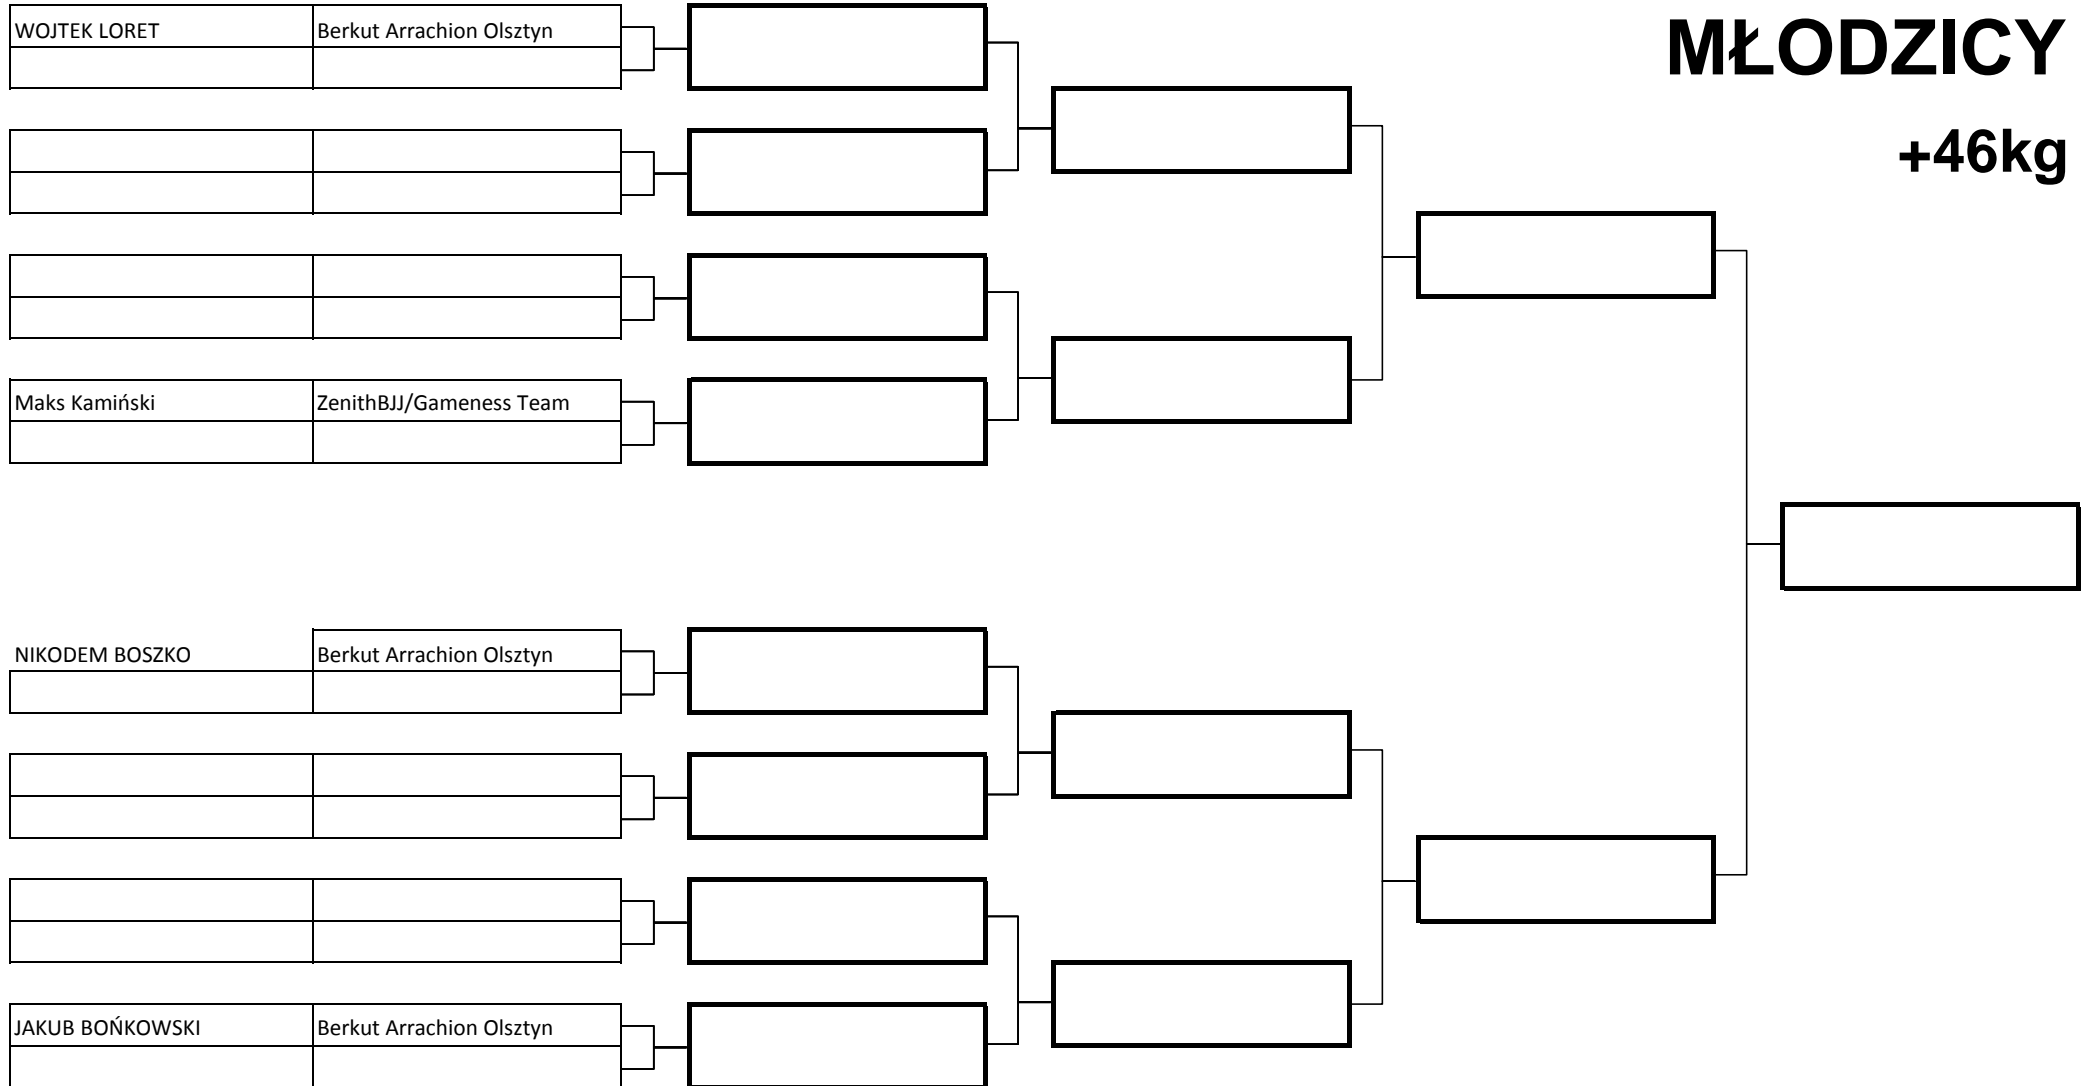 MŁODZICY
+46kg
WOJTEK LORET Berkut Arrachion Olsztyn
Maks Kamiński ZenithBJJ/Gameness Team
NIKODEM BOSZKO Berkut Arrachion Olsztyn
JAKUB BOŃKOWSKI Berkut Arrachion Olsztyn